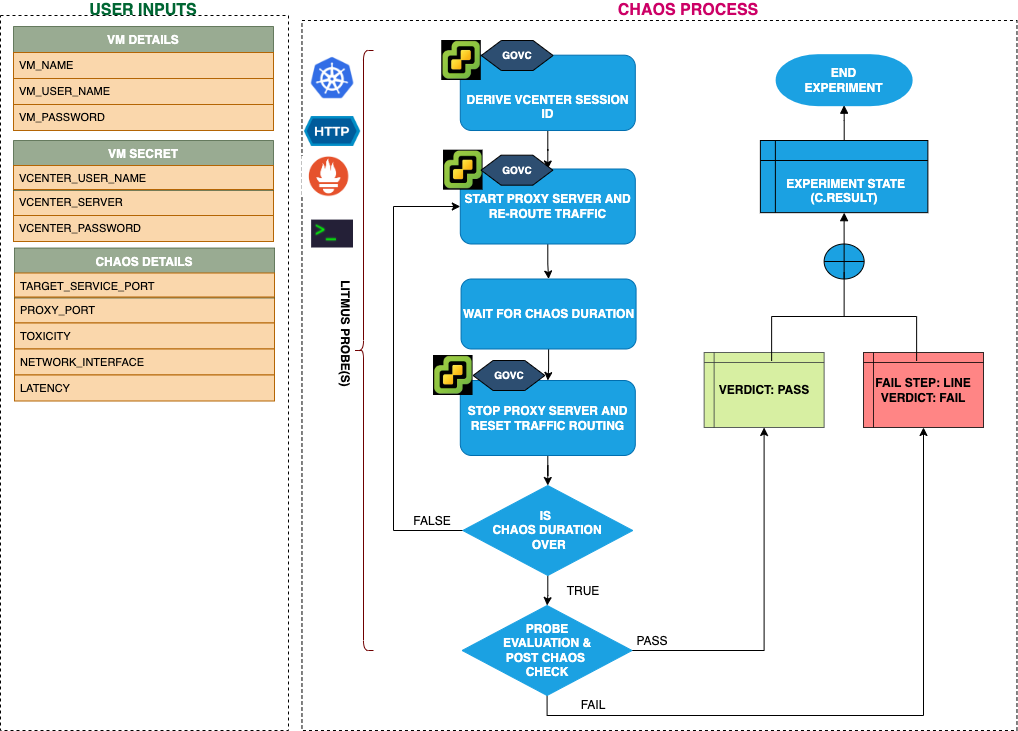 USER INPUTS
VM DETAILS
VM_NAME
VM_USER_NAME
VM_PASSWORD
VM SECRET
VCENTER_USER_NAME
VCENTER_SERVER
VCENTER_PASSWORD
CHAOS DETAILS
TARGET_SERVICE_PORT
PROXY_PORT
TOXICITY
NETWORK_INTERFACE
LATENCY
CHAOS PROCESS
HTTP
>_
LITMUS PROBE(S)
GOVC
DERIVE VCENTER SESSION
ID
GOVC
START PROXY SERVER AND
RE-ROUTE TRAFFIC
WAIT FOR CHAOS DURATION
GOVC
STOP PROXY SERVER AND
RESET TRAFFIC ROUTING
IS
CHAOS DURATION
OVER
FALSE
TRUE
PROBE
EVALUATION &
POST CHAOS
CHECK
PASS
FAIL
VERDICT: PASS
FAIL STEP: LINE
VERDICT: FAIL
EXPERIMENT STATE
(C.RESULT)
END
EXPERIMENT